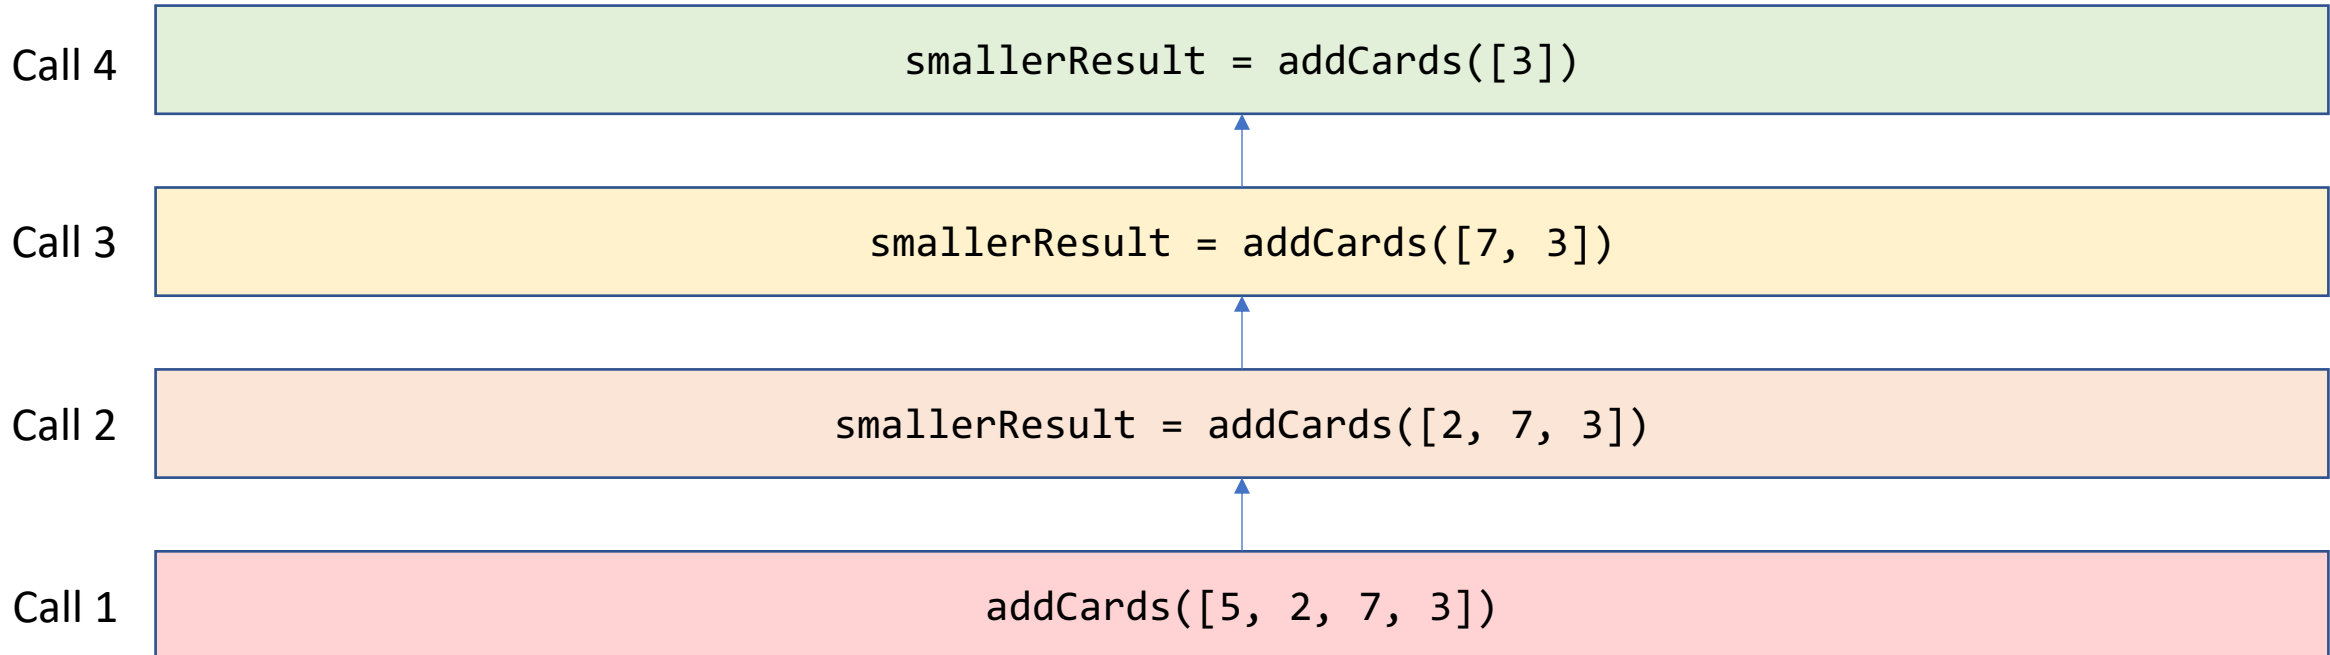 Call 4
smallerResult = addCards([3])
Call 3
smallerResult = addCards([7, 3])
Call 2
smallerResult = addCards([2, 7, 3])
Call 1
addCards([5, 2, 7, 3])